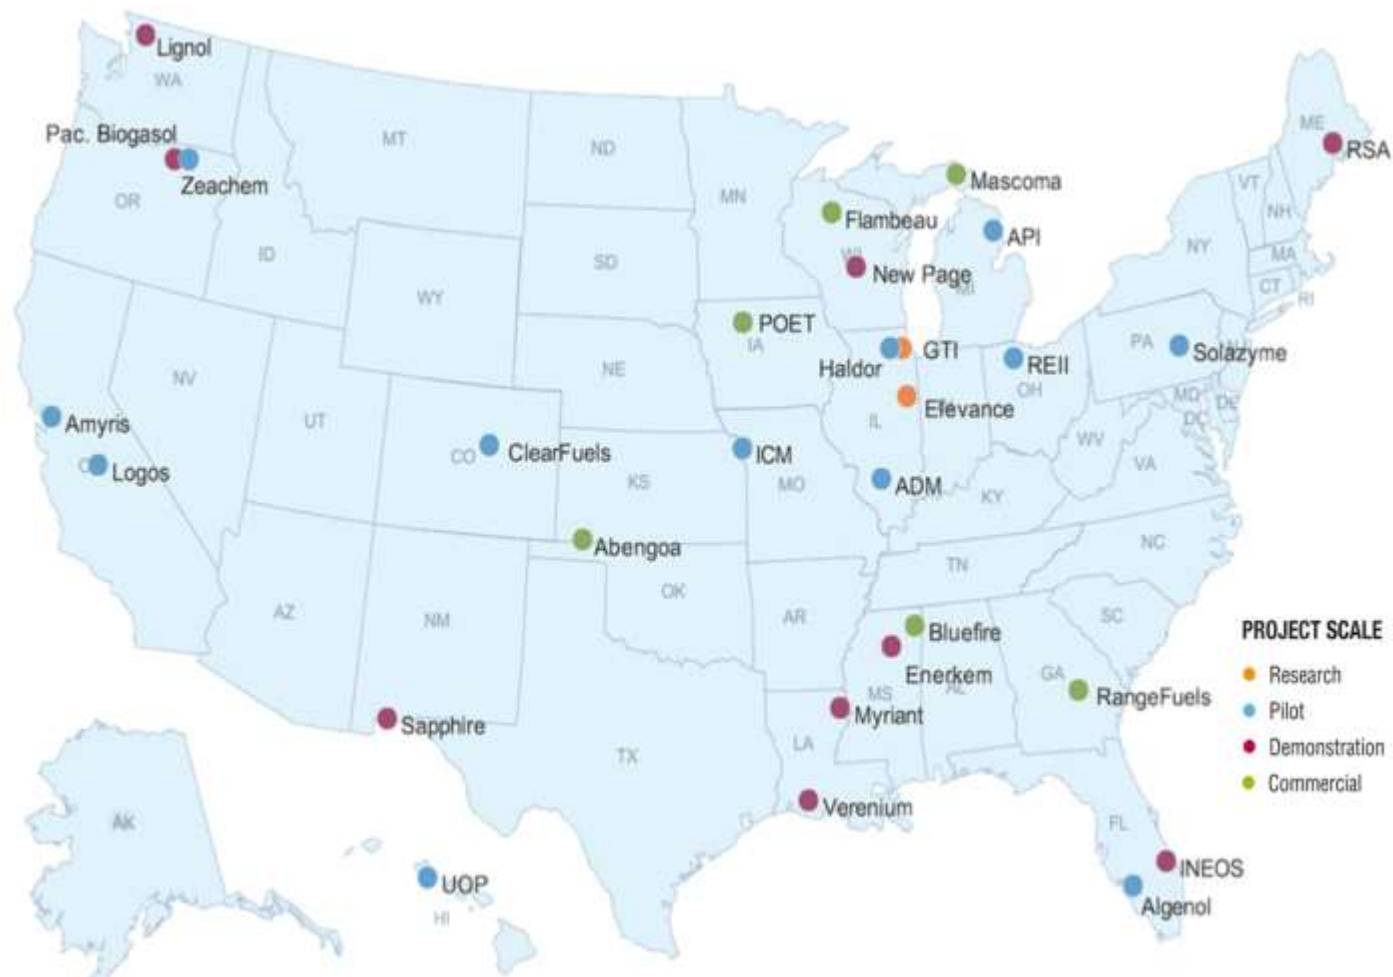 Lignol
WA
Pac. Biogasol
Zeachem
OR
MT
ND
MN
ID
SD
WY
NV
UT
NE
CO
ClearFuels
KS
Amyris
Logos
Mascoma
Flambeau
API
WI
New Page
MI
POET
IA
Haldor
GTI
Elevance
IL
REII
OH
ICM
MO
ADM
KY
ME
RSA
VT
NH
NY
MA
CT
RI
PA
Solazyme
MD
DE
DC
WV
VA
Abengoa
OK
AZ
NM
AR
TN
NC
SC
Bluefire
Enerkem
MS
AL
GA
RangeFuels
Sapphire
TX
Myriant
LA
Verenium
FL
INEOS
Algenol
AK
UOP
HI
PROJECT SCALE
Research
Pilot
Demonstration
Commercial